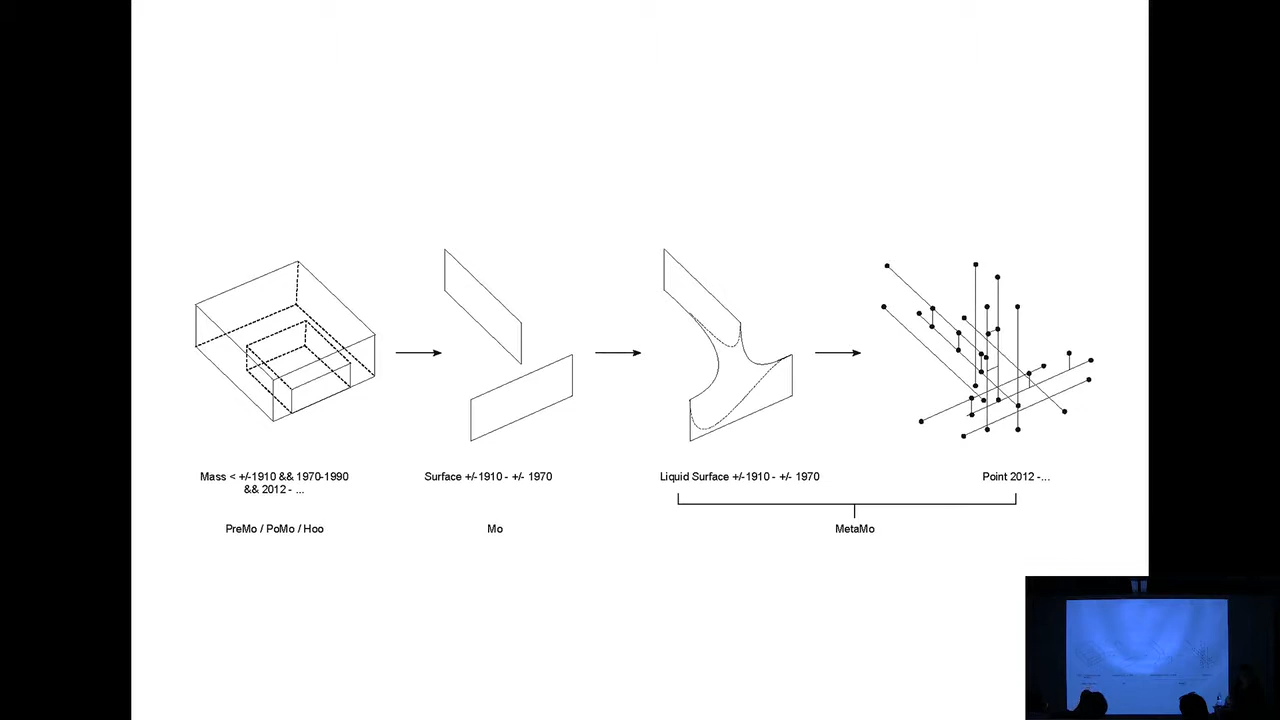 Mass < +/-1910 && 1970-1990
&& 2012 - ...
Surface +/-1910 - +/- 1970
Liquid Surface +/-1910 - +/- 1970
Point 2012 -...
PreMo / PoMo / Hoo
Mo
MetaMo